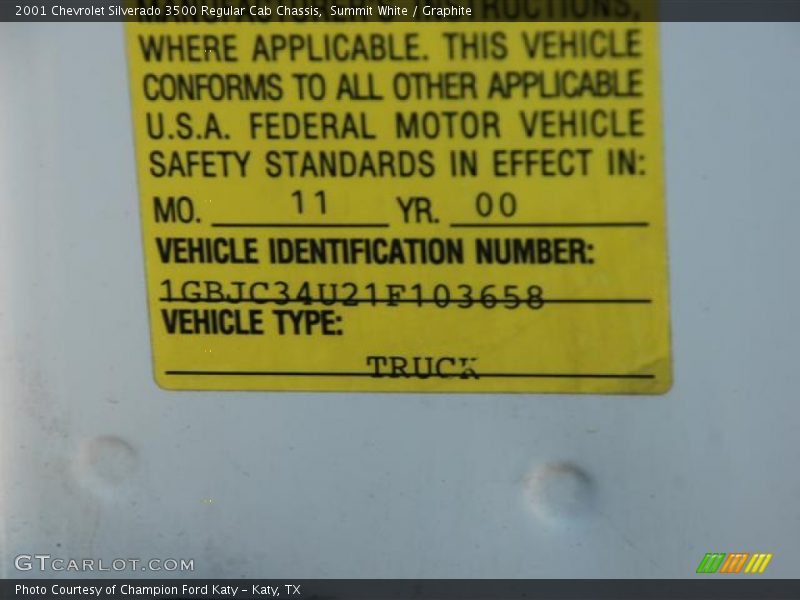 2001 Chevrolet Silverado 3500 Regular Cab Chassis, Summit White / Graphite
WHERE APPLICABLE. THIS VEHICLE
CONFORMS TO ALL OTHER APPLICABLE
U.S.A. FEDERAL MOTOR VEHICLE
SAFETY STANDARDS IN EFFECT IN:
MO. 11 YR. 00
VEHICLE IDENTIFICATION NUMBER:
1GBJC34U21F103658
VEHICLE TYPE:
TRUCK
GTCARLOT.COM
Photo Courtesy of Champion Ford Katy – Katy, TX